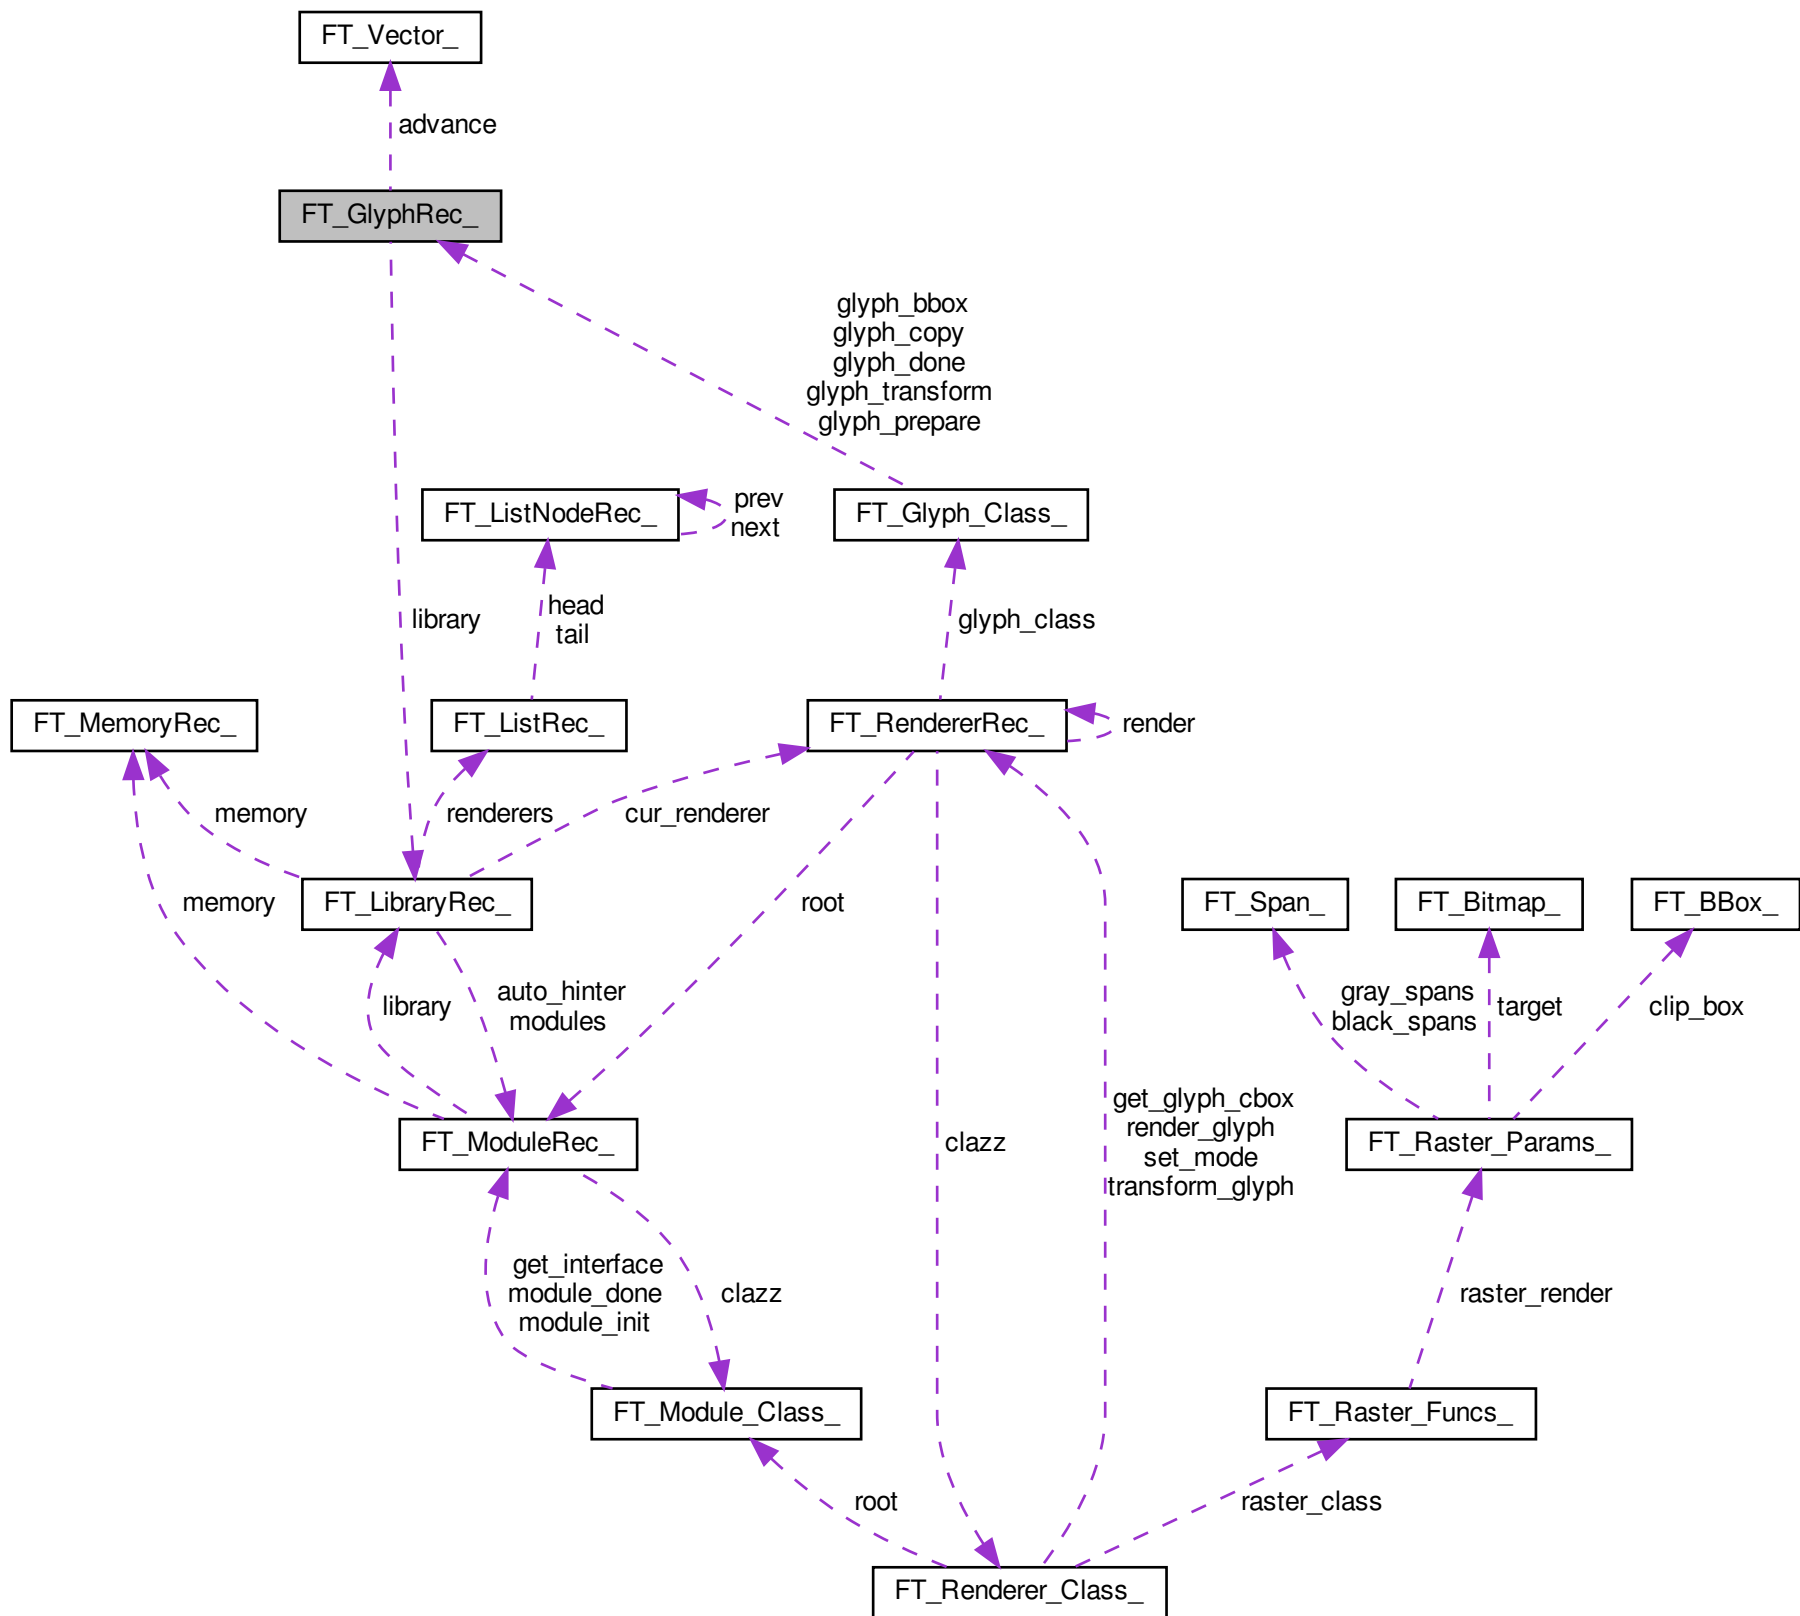 FT_Vector_
advance
FT_GlyphRec_
glyph_bbox
glyph_copy
glyph_done
glyph_transform
glyph_prepare
FT_ListNodeRec_
prev
next
FT_Glyph_Class_
library
head
tail
glyph_class
FT_MemoryRec_
FT_ListRec_
FT_RendererRec_
render
memory
renderers
cur_renderer
memory
FT_LibraryRec_
root
FT_Span_
FT_Bitmap_
FT_BBox_
library
auto_hinter
modules
gray_spans
black_spans
target
clip_box
FT_ModuleRec_
clazz
get_glyph_cbox
render_glyph
set_mode
transform_glyph
FT_Raster_Params_
get_interface
module_done
module_init
clazz
raster_render
FT_Module_Class_
FT_Raster_Funcs_
root
raster_class
FT_Renderer_Class_